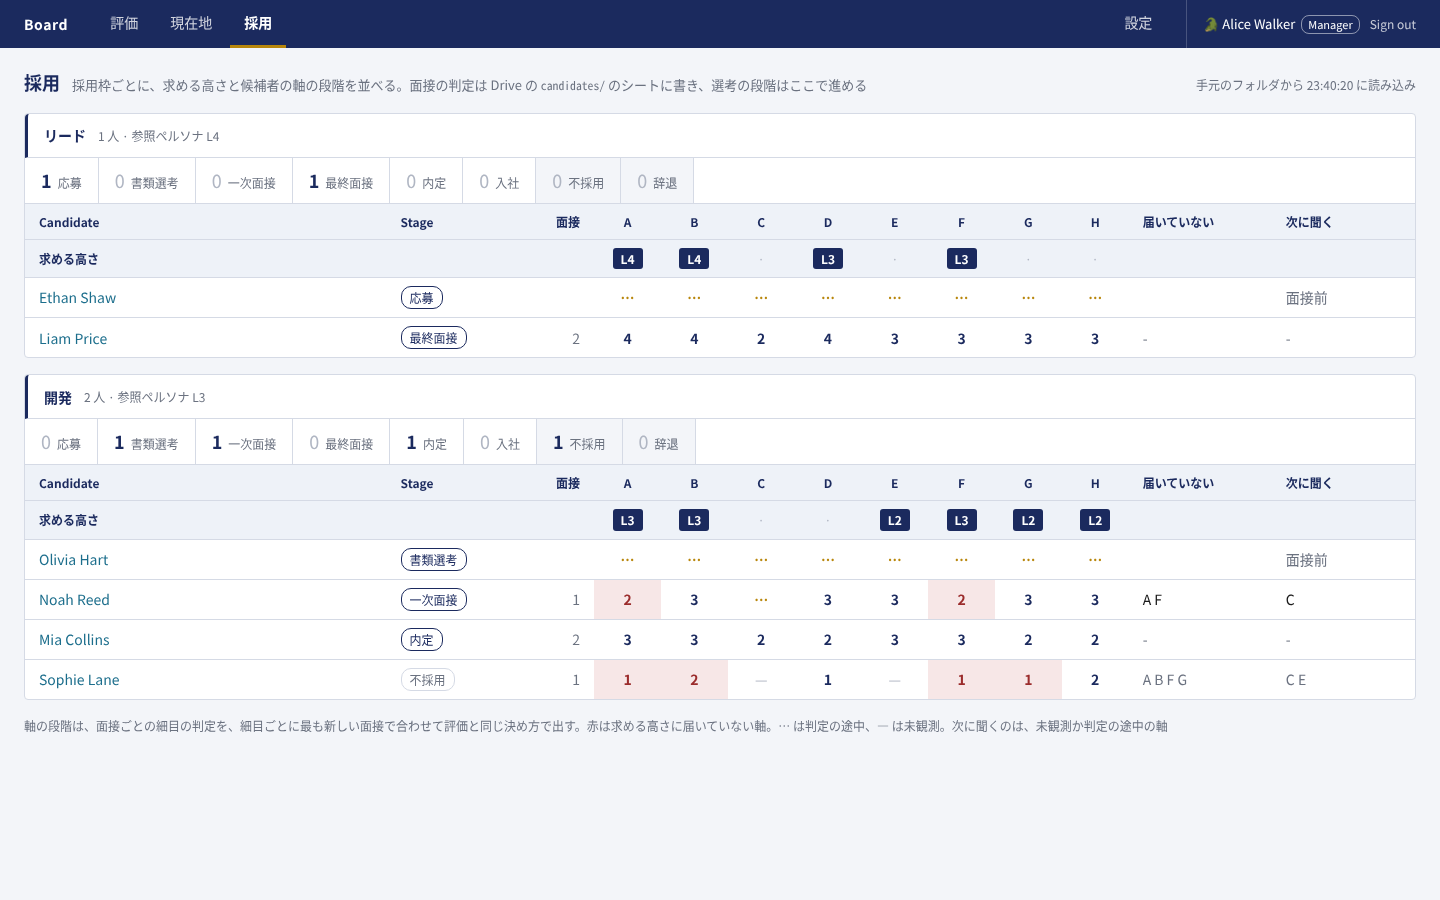 Board 評価 現在地 採用 設定 Alice Walker Manager Sign out
採用 採用枠ごとに、求める高さと候補者の軸の段階を並べる。面接の判定は Drive の candidates/ のシートに書き、選考の段階はここで進める 手元のフォルダから 23:40:20 に読み込み
リード 1 人 · 参照ペルソナ L4
1 応募 0 書類選考 0 一次面接 1 最終面接 0 内定 0 入社 0 不採用 0 辞退
Candidate Stage 面接 A B C D E F G H 届いていない 次に聞く
求める高さ L4 L4 · L3 · L3 · ·
Ethan Shaw 応募 … … … … … … … … 面接前
Liam Price 最終面接 2 4 4 2 4 3 3 3 3 - -
開発 2 人 · 参照ペルソナ L3
0 応募 1 書類選考 1 一次面接 0 最終面接 1 内定 0 入社 1 不採用 0 辞退
Candidate Stage 面接 A B C D E F G H 届いていない 次に聞く
求める高さ L3 L3 · · L2 L3 L2 L2
Olivia Hart 書類選考 … … … … … … … … 面接前
Noah Reed 一次面接 1 2 3 … 3 3 2 3 3 A F C
Mia Collins 内定 2 3 3 2 2 3 3 2 2 - -
Sophie Lane 不採用 1 1 2 — 1 — 1 1 2 A B F G C E
軸の段階は、面接ごとの細目の判定を、細目ごとに最も新しい面接で合わせて評価と同じ決め方で出す。赤は求める高さに届いていない軸。… は判定の途中、— は未観測。次に聞くのは、未観測か判定の途中の軸